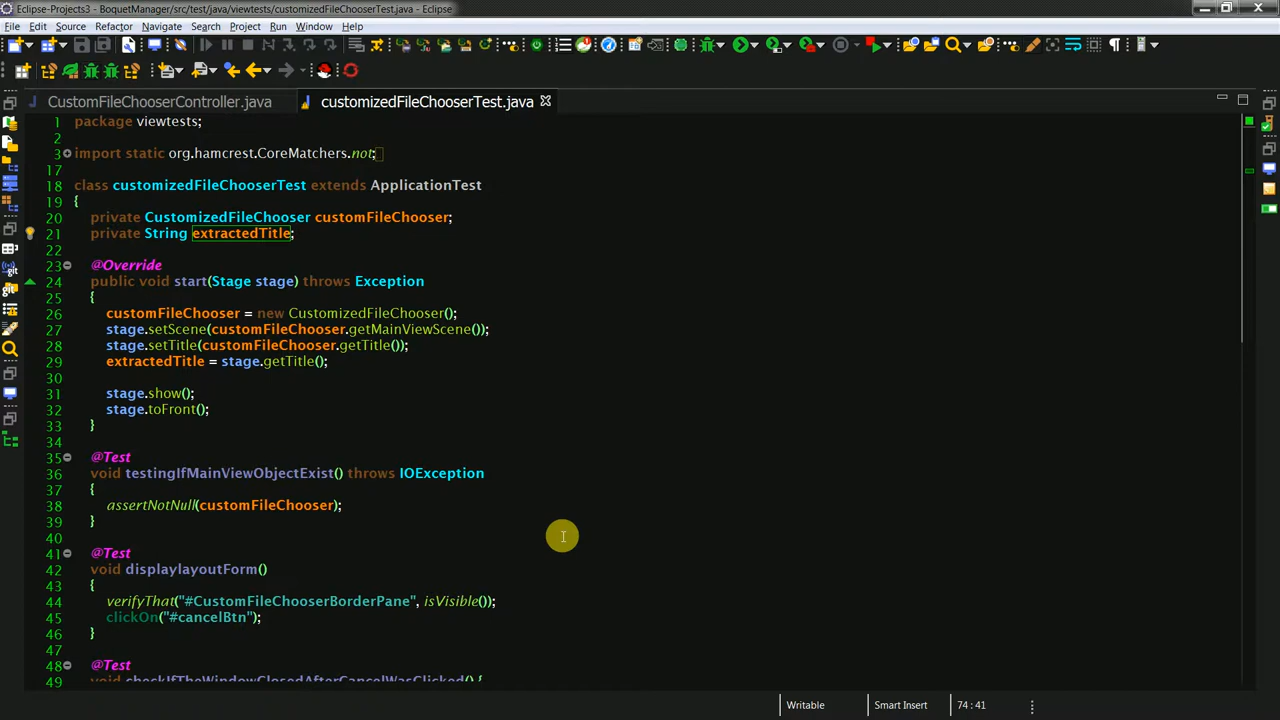 Eclipse-Projects3 - BoquetManager/src/test/java/viewtests/customizedFileChooserTest.java - Eclipse
File Edit Source Refactor Navigate Search Project Run Window Help
CustomFileChooserController.java customizedFileChooserTest.java
1 package viewtests;
2
3 import static org.hamcrest.CoreMatchers.not;
17
18 class customizedFileChooserTest extends ApplicationTest
19 {
20 private CustomizedFileChooser customFileChooser;
21 private String extractedTitle;
22
23 @Override
24 public void start(Stage stage) throws Exception
25 {
26 customFileChooser = new CustomizedFileChooser();
27 stage.setScene(customFileChooser.getMainViewScene());
28 stage.setTitle(customFileChooser.getTitle());
29 extractedTitle = stage.getTitle();
30
31 stage.show();
32 stage.toFront();
33 }
34
35 @Test
36 void testingIfMainViewObjectExist() throws IOException
37 {
38 assertNotNull(customFileChooser);
39 }
40
41 @Test
42 void displaylayoutForm()
43 {
44 verifyThat("#CustomFileChooserBorderPane", isVisible());
45 clickOn("#cancelBtn");
46 }
47
48 @Test
49 void checkIfTheWindowClosedAfterCancelWasClicked() {
Writable Smart Insert 74 : 41